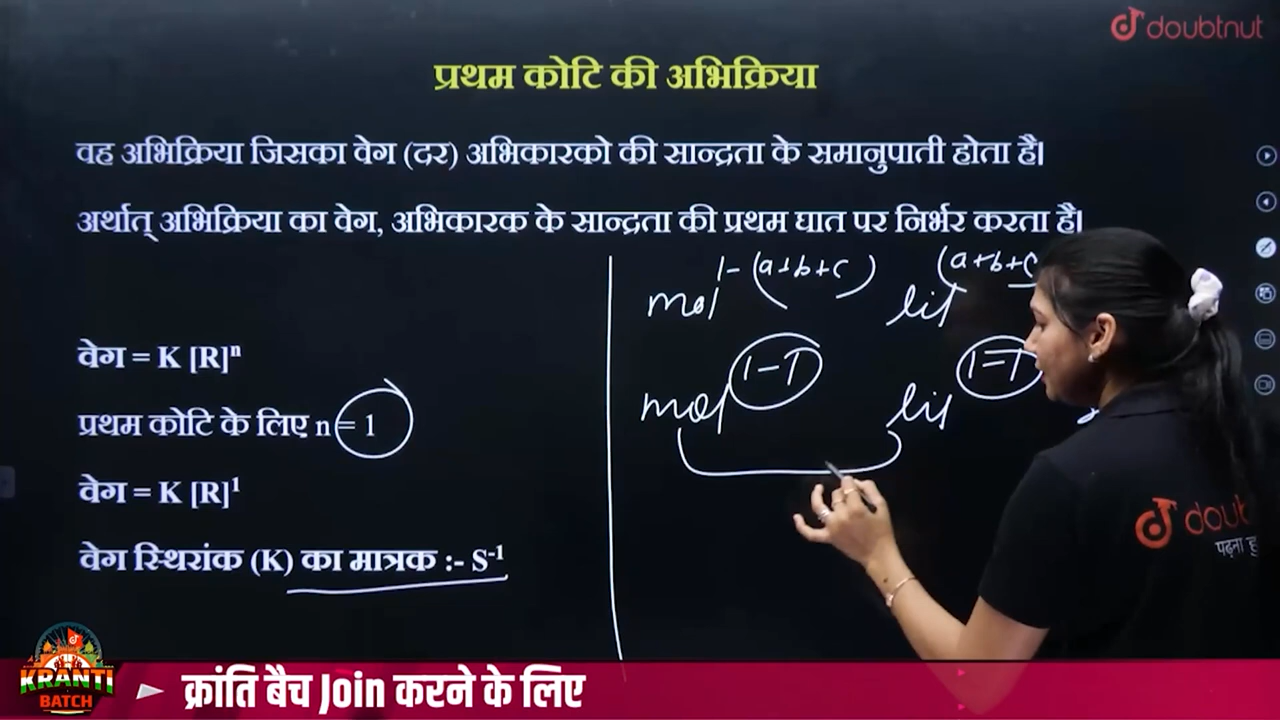 doubtnut
प्रथम कोटि की अभिक्रिया
वह अभिक्रिया जिसका वेग (दर) अभिकारको की सान्द्रता के समानुपाती होता है।
अर्थात् अभिक्रिया का वेग, अभिकारक के सान्द्रता की प्रथम घात पर निर्भर करता है।
वेग = K [R]ⁿ
प्रथम कोटि के लिए n = 1
वेग = K [R]¹
वेग स्थिरांक (K) का मात्रक :- S⁻¹
mol 1-(a+b+c) lit (a+b+c
mol 1-1 lit 1-1
doubt
पढ़ना हु
KRANTI
BATCH
क्रांति बैच Join करने के लिए